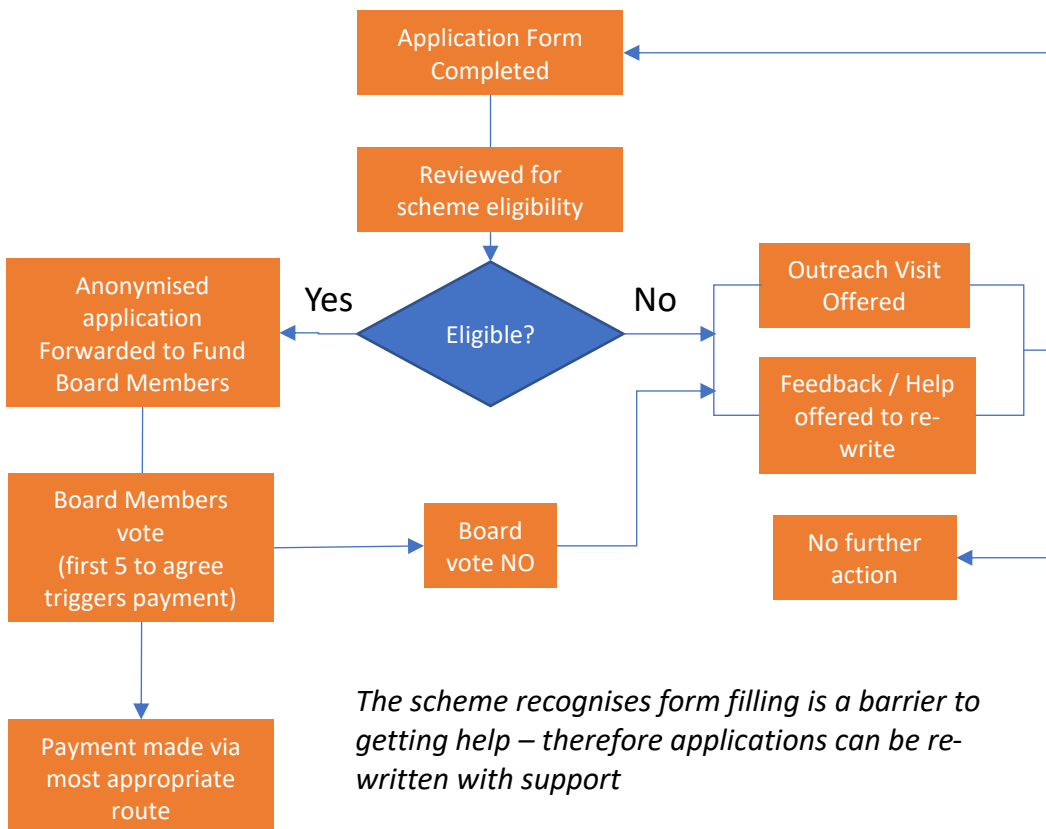 Application Form
Completed
Reviewed for
scheme eligibility
Anonymised
application
Forwarded to Fund
Board Members
Yes
Eligible?
No
Outreach Visit
Offered
Feedback / Help
offered to re-
write
Board Members
vote
(first 5 to agree
triggers payment)
Board
vote NO
No further
action
Payment made via
most appropriate
route
The scheme recognises form filling is a barrier to
getting help – therefore applications can be re-
written with support